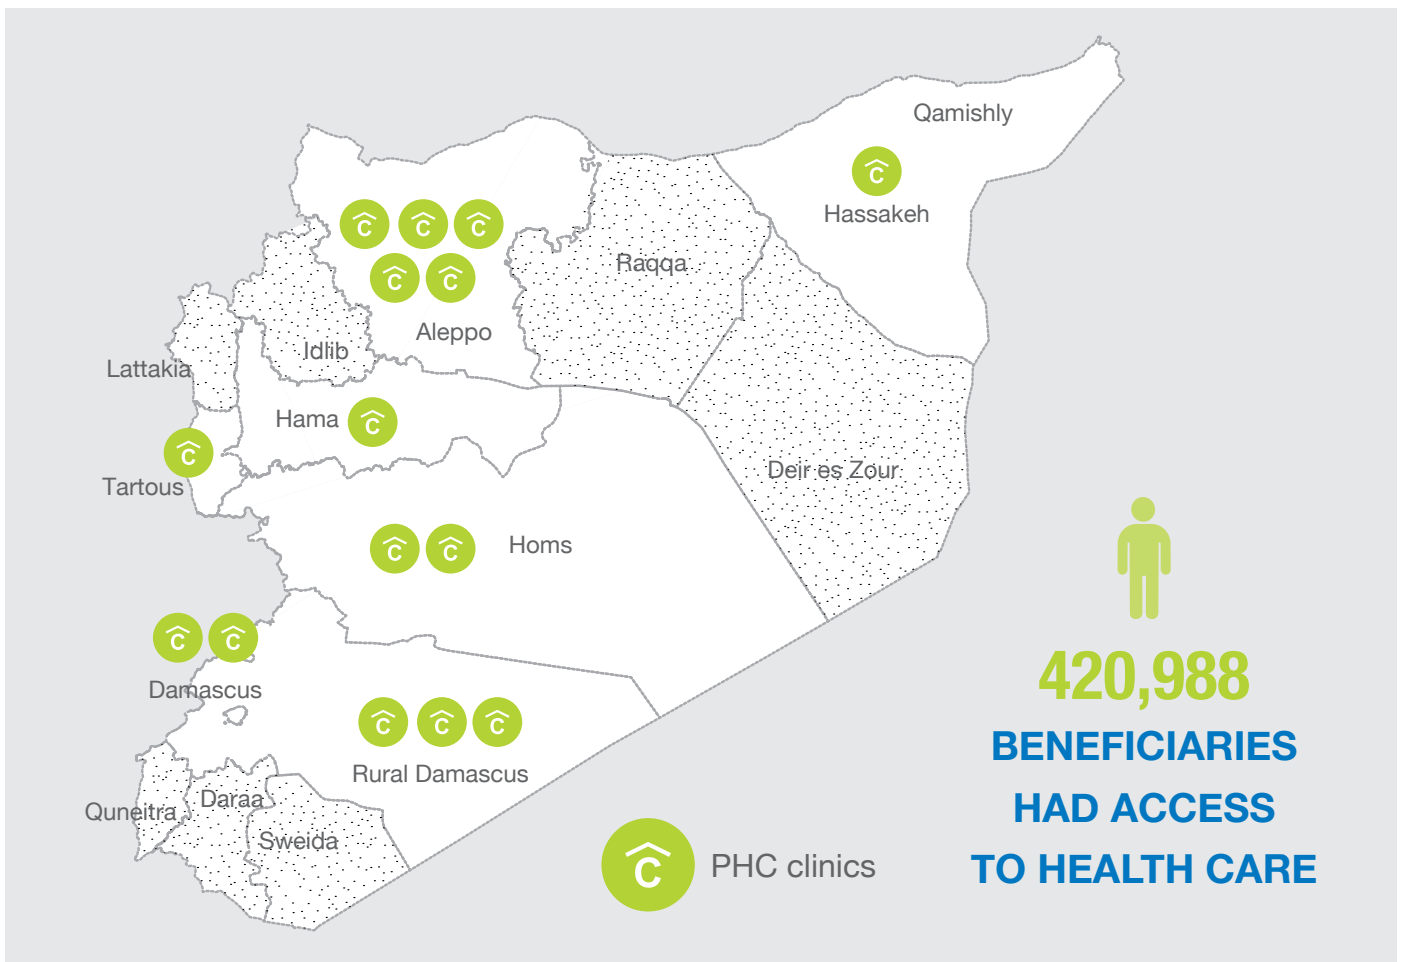 Qamishly
C
Hassakeh
C C C
Raqqa
C C
Aleppo
Idlib
Lattakia
Hama C
C
Deir es Zour
Tartous
C C Homs
C C
Damascus
C C C
Rural Damascus
Quneitra
Daraa
Sweida
C PHC clinics
420,988
BENEFICIARIES
HAD ACCESS
TO HEALTH CARE